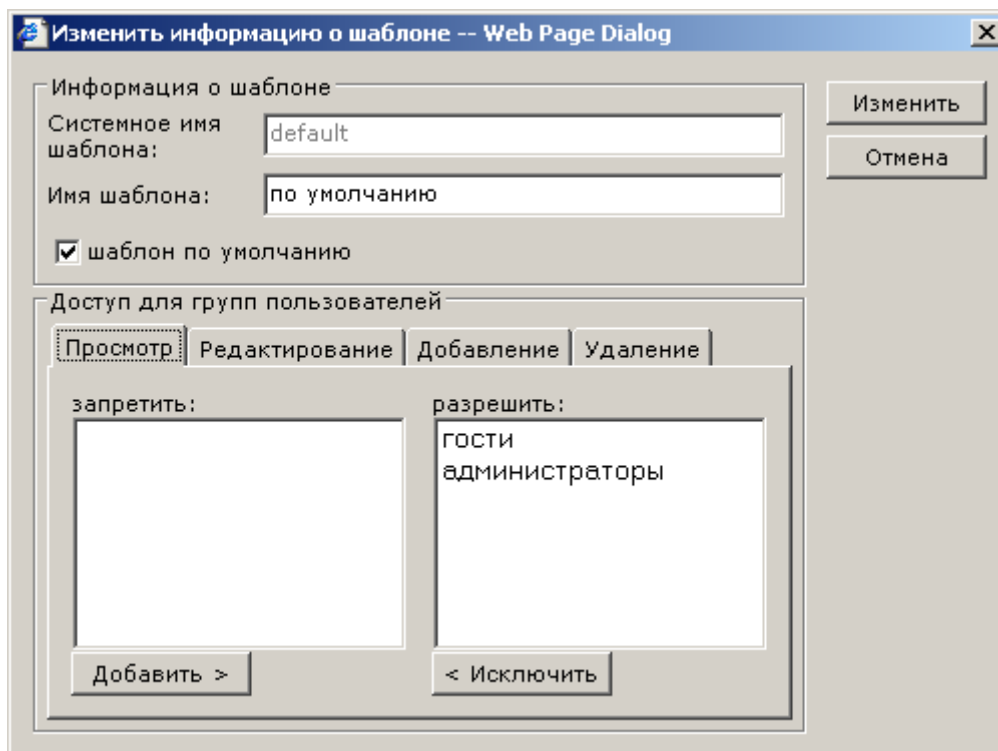 Изменить информацию о шаблоне -- Web Page Dialog
Информация о шаблоне
Системное имя
шаблона:
default
Имя шаблона:
по умолчанию
шаблон по умолчанию
Изменить
Отмена
Доступ для групп пользователей
Просмотр Редактирование Добавление Удаление
запретить:
разрешить:
гости
администраторы
Добавить >
< Исключить